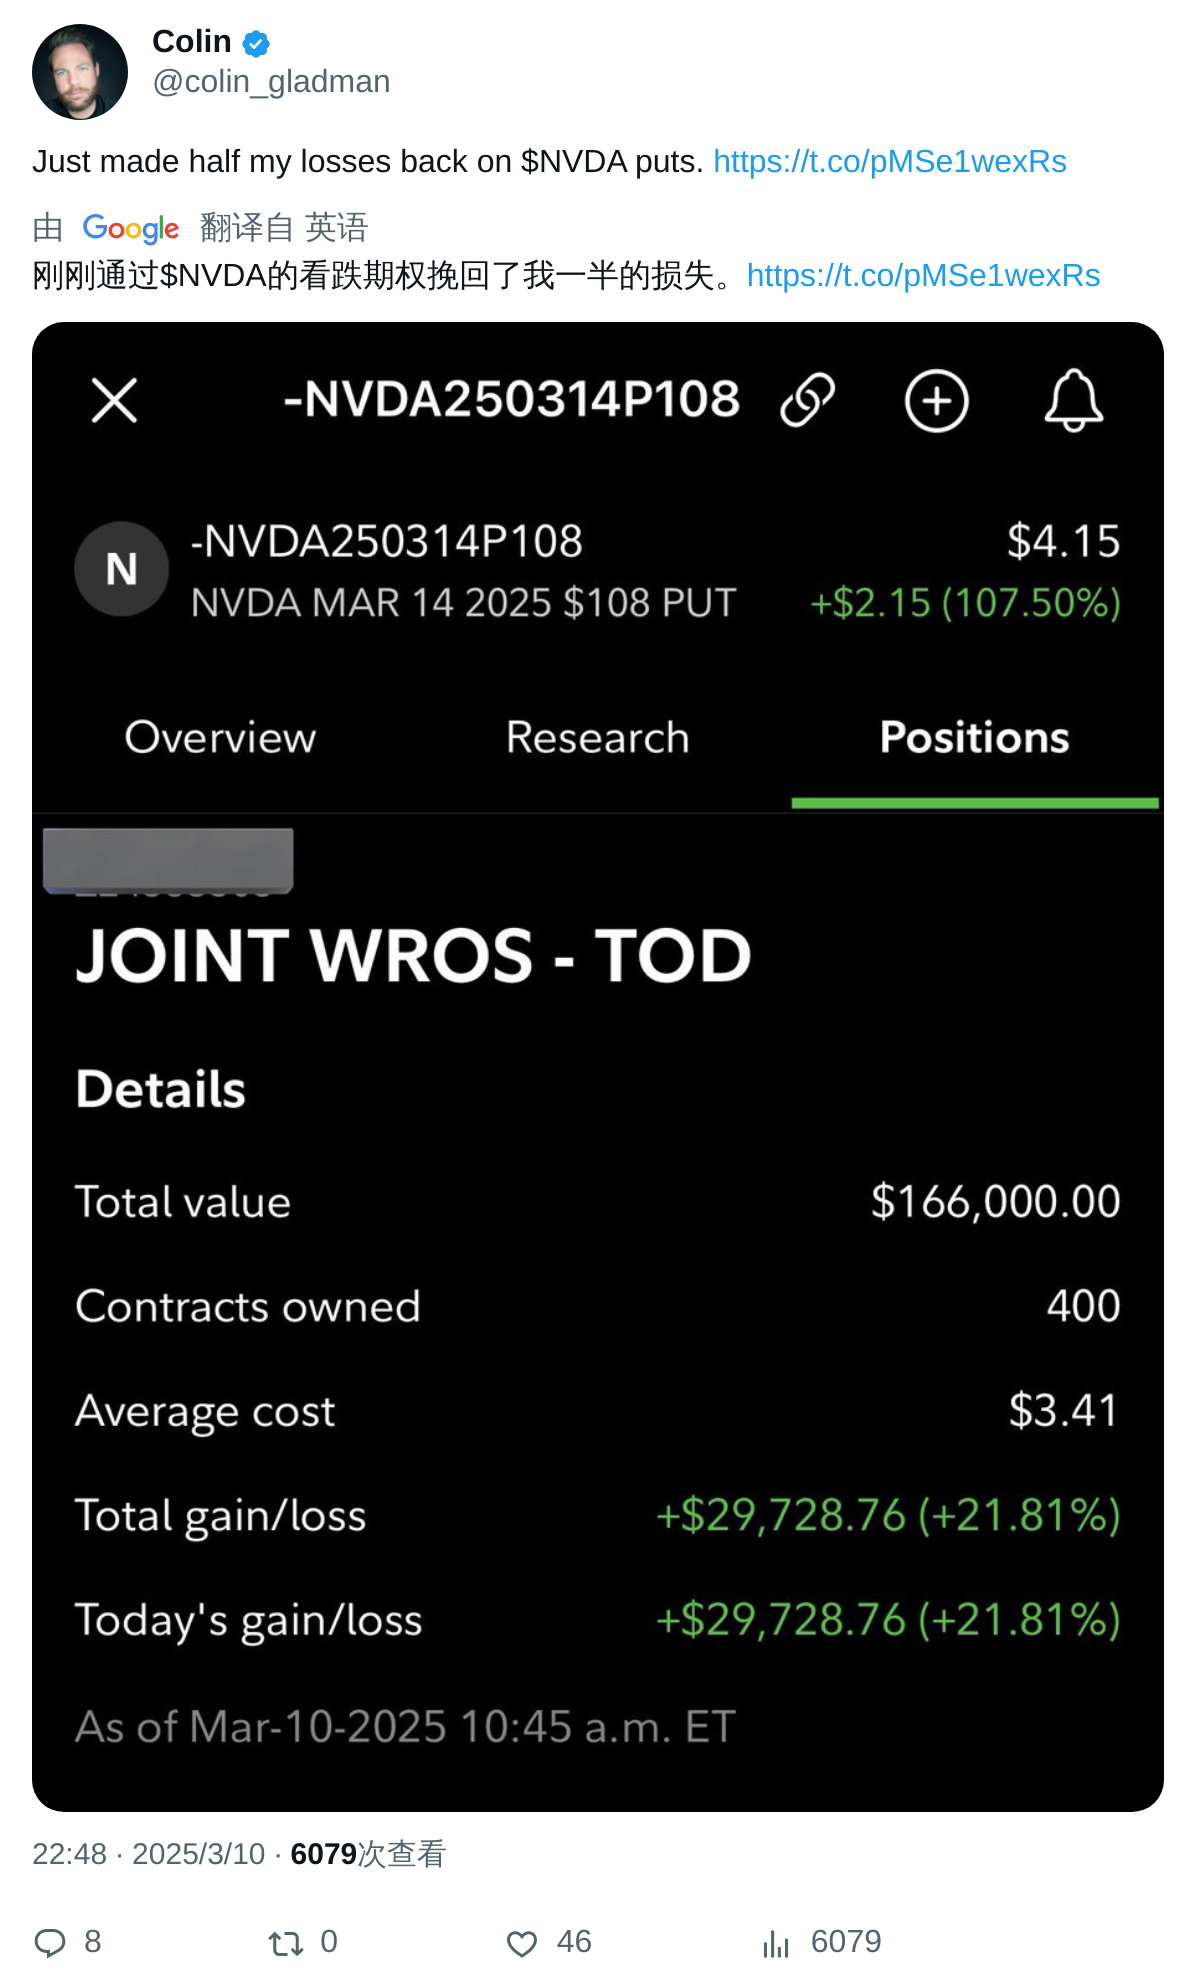 Colin
@colin_gladman
Just made half my losses back on $NVDA puts. https://t.co/pMSe1wexRs
由 Google 翻译自 英语
刚刚通过$NVDA的看跌期权挽回了我一半的损失。https://t.co/pMSe1wexRs
-NVDA250314P108
N
-NVDA250314P108 $4.15
NVDA MAR 14 2025 $108 PUT +$2.15 (107.50%)
Overview Research Positions
JOINT WROS - TOD
Details
Total value $166,000.00
Contracts owned 400
Average cost $3.41
Total gain/loss +$29,728.76 (+21.81%)
Today's gain/loss +$29,728.76 (+21.81%)
As of Mar-10-2025 10:45 a.m. ET
22:48 · 2025/3/10 · 6079次查看
8 0 46 6079